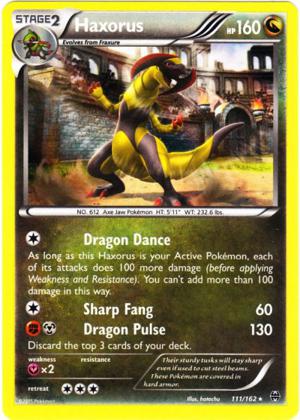 STAGE2
Haxorus
HP160
Evolves from Fraxure
NO. 612 Axe Jaw Pokémon HT: 5'11" WT: 232.6 lbs.
Dragon Dance
As long as this Haxorus is your Active Pokémon, each
of its attacks does 100 more damage (before applying
Weakness and Resistance). You can't add more than 100
damage in this way.
Sharp Fang 60
Dragon Pulse 130
Discard the top 3 cards of your deck.
weakness
×2
resistance
retreat
Their sturdy tusks will stay sharp
even if used to cut steel beams.
These Pokémon are covered in
hard armor.
©2015 Pokémon
Illus. hatachu
111/162 ★